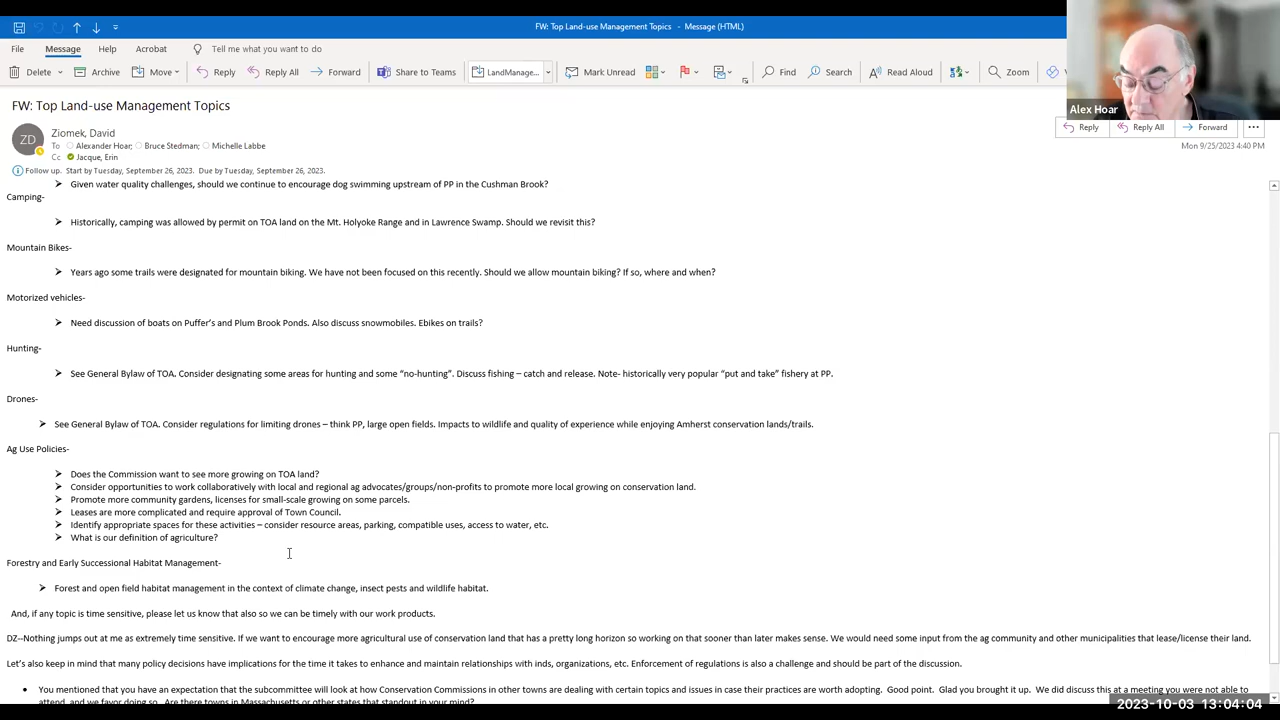 FW: Top Land-use Management Topics - Message (HTML)
File Message Help Acrobat Tell me what you want to do
Delete Archive Move Reply Reply All Forward Share to Teams LandManage... Mark Unread Find Search Read Aloud Zoom
Alex Hoar
FW: Top Land-use Management Topics
Reply Reply All Forward
ZD
Ziomek, David
To Alexander Hoar; Bruce Stedman; Michelle Labbe
Cc Jacque, Erin
Mon 9/25/2023 4:40 PM
Follow up. Start by Tuesday, September 26, 2023. Due by Tuesday, September 26, 2023.
➢ Given water quality challenges, should we continue to encourage dog swimming upstream of PP in the Cushman Brook?
Camping-
➢ Historically, camping was allowed by permit on TOA land on the Mt. Holyoke Range and in Lawrence Swamp. Should we revisit this?
Mountain Bikes-
➢ Years ago some trails were designated for mountain biking. We have not been focused on this recently. Should we allow mountain biking? If so, where and when?
Motorized vehicles-
➢ Need discussion of boats on Puffer's and Plum Brook Ponds. Also discuss snowmobiles. Ebikes on trails?
Hunting-
➢ See General Bylaw of TOA. Consider designating some areas for hunting and some "no-hunting". Discuss fishing – catch and release. Note- historically very popular "put and take" fishery at PP.
Drones-
➢ See General Bylaw of TOA. Consider regulations for limiting drones – think PP, large open fields. Impacts to wildlife and quality of experience while enjoying Amherst conservation lands/trails.
Ag Use Policies-
➢ Does the Commission want to see more growing on TOA land?
➢ Consider opportunities to work collaboratively with local and regional ag advocates/groups/non-profits to promote more local growing on conservation land.
➢ Promote more community gardens, licenses for small-scale growing on some parcels.
➢ Leases are more complicated and require approval of Town Council.
➢ Identify appropriate spaces for these activities – consider resource areas, parking, compatible uses, access to water, etc.
➢ What is our definition of agriculture?
Forestry and Early Successional Habitat Management-
➢ Forest and open field habitat management in the context of climate change, insect pests and wildlife habitat.
And, if any topic is time sensitive, please let us know that also so we can be timely with our work products.
DZ--Nothing jumps out at me as extremely time sensitive. If we want to encourage more agricultural use of conservation land that has a pretty long horizon so working on that sooner than later makes sense. We would need some input from the ag community and other municipalities that lease/license their land.
Let's also keep in mind that many policy decisions have implications for the time it takes to enhance and maintain relationships with inds, organizations, etc. Enforcement of regulations is also a challenge and should be part of the discussion.
• You mentioned that you have an expectation that the subcommittee will look at how Conservation Commissions in other towns are dealing with certain topics and issues in case their practices are worth adopting. Good point. Glad you brought it up. We did discuss this at a meeting you were not able to
attend, and we favor doing so. Are there towns in Massachusetts or other states that standout in your mind?
2023-10-03 13:04:04